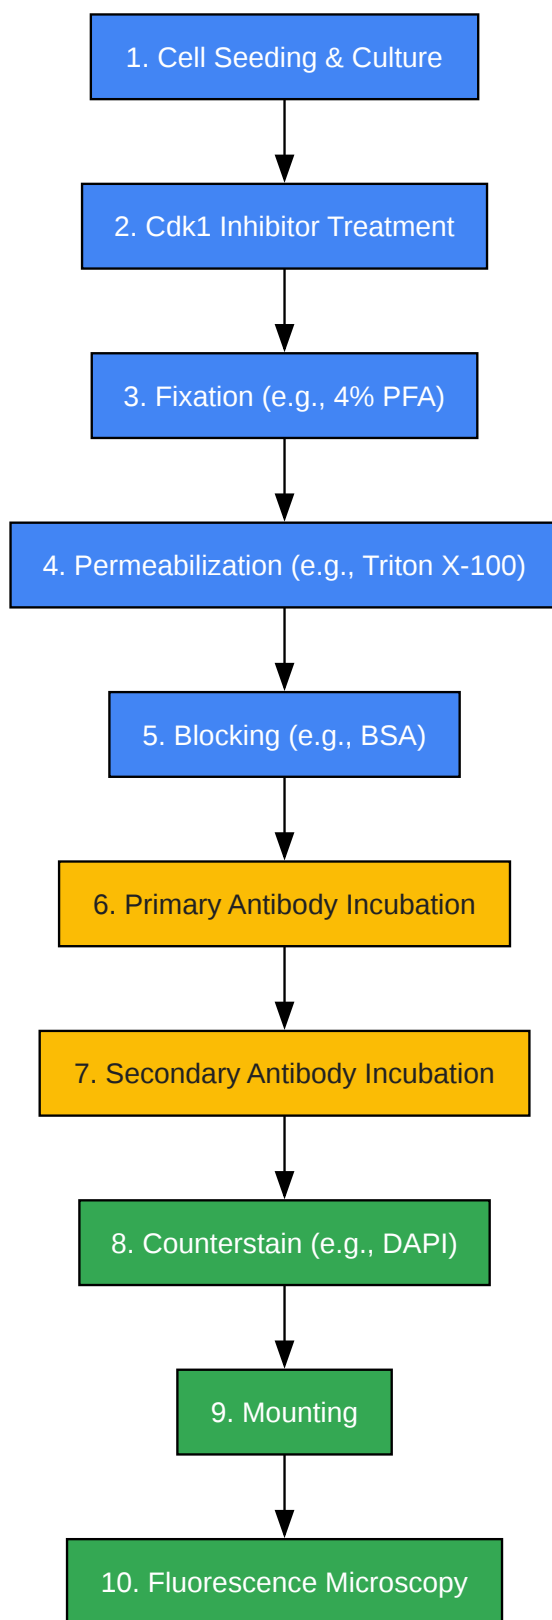 1. Cell Seeding & Culture
2. Cdk1 Inhibitor Treatment
3. Fixation (e.g., 4% PFA)
4. Permeabilization (e.g., Triton X-100)
5. Blocking (e.g., BSA)
6. Primary Antibody Incubation
7. Secondary Antibody Incubation
8. Counterstain (e.g., DAPI)
9. Mounting
10. Fluorescence Microscopy